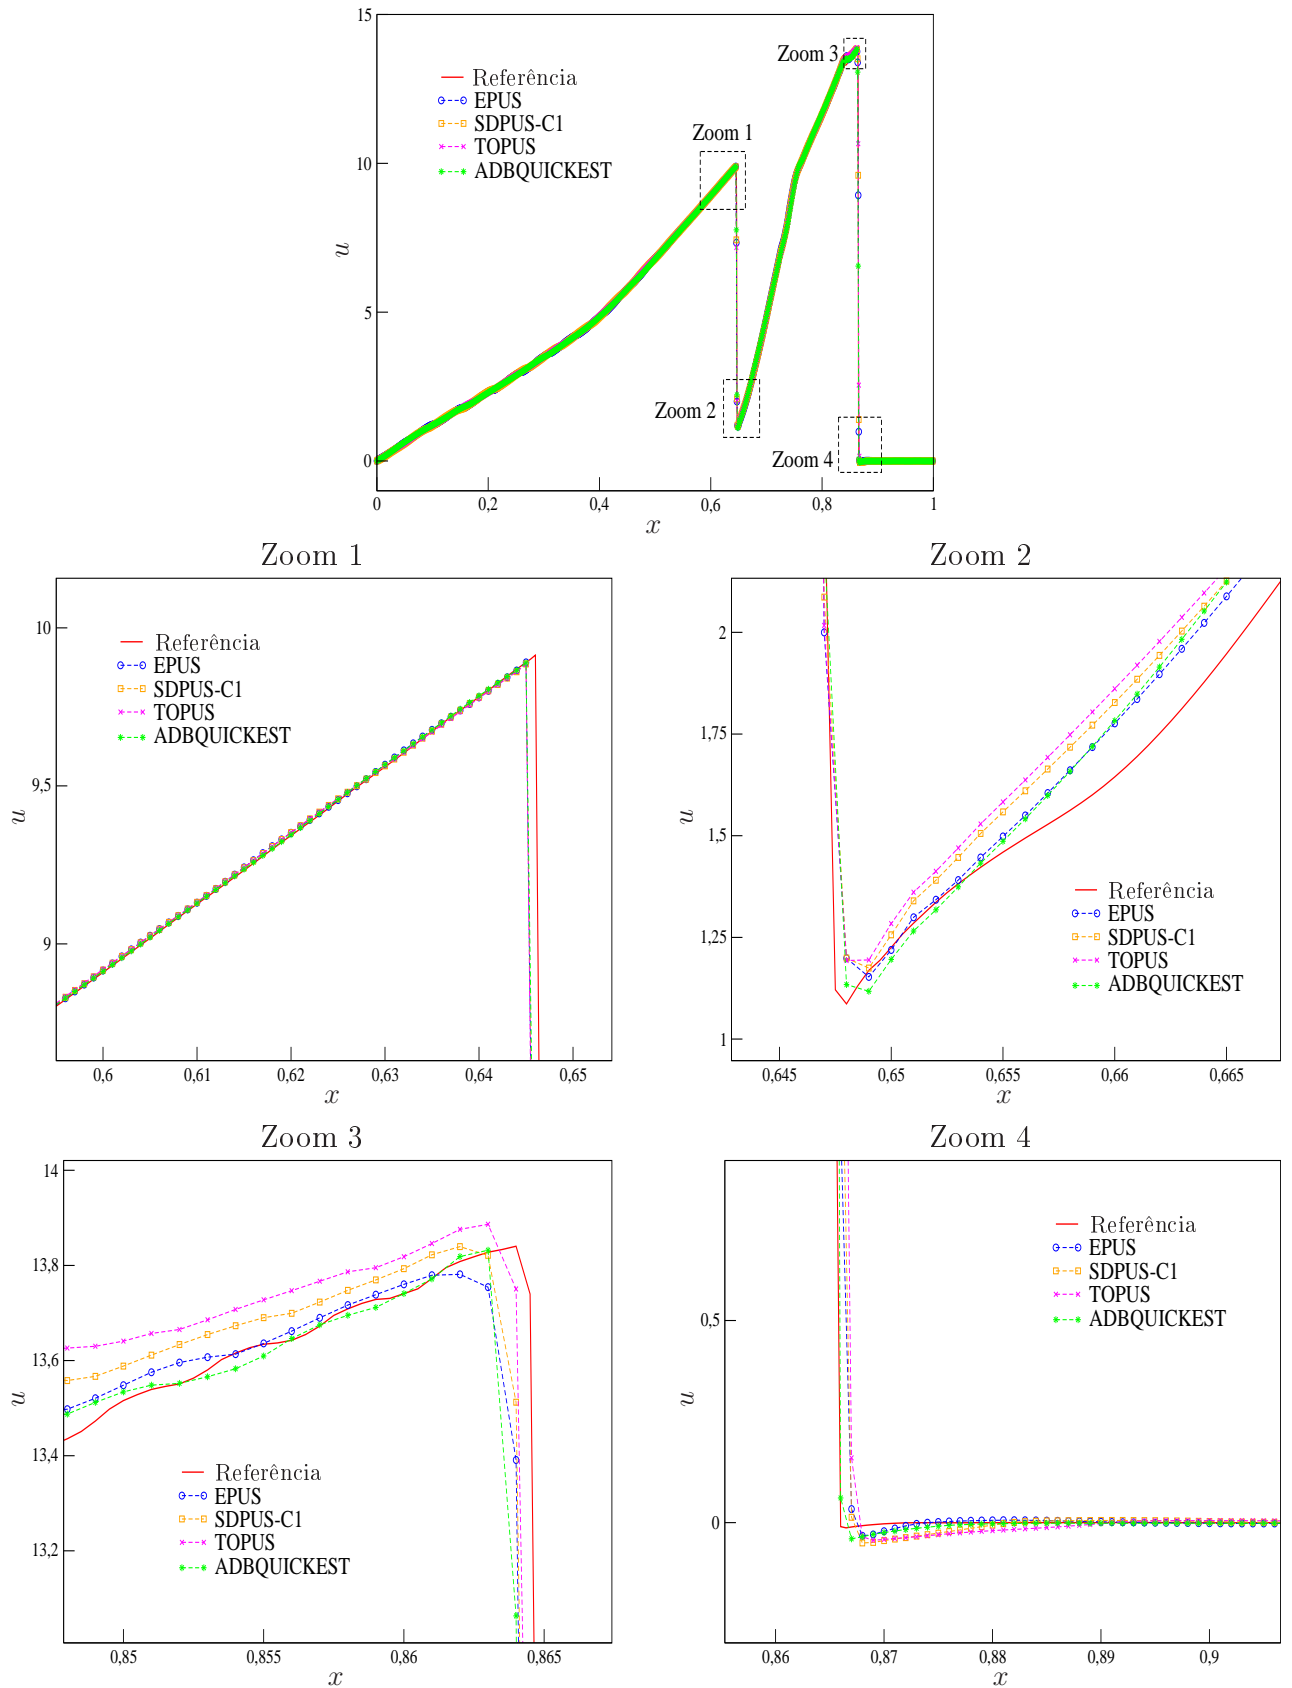 15
10
5
0
u
Referência
EPUS
SDPUS-C1
TOPUS
ADBQUICKEST
Zoom 1
Zoom 2
Zoom 3
Zoom 4
0 0,2 0,4 0,6 0,8 1
x
Zoom 1
10
9,5
9
u
Referência
EPUS
SDPUS-C1
TOPUS
ADBQUICKEST
0,6 0,61 0,62 0,63 0,64 0,65
x
Zoom 2
2
1,75
1,5
1,25
1
u
Referência
EPUS
SDPUS-C1
TOPUS
ADBQUICKEST
0,645 0,65 0,655 0,66 0,665
x
Zoom 3
14
13,8
13,6
13,4
13,2
u
Referência
EPUS
SDPUS-C1
TOPUS
ADBQUICKEST
0,85 0,855 0,86 0,865
x
Zoom 4
0,5
0
u
Referência
EPUS
SDPUS-C1
TOPUS
ADBQUICKEST
0,86 0,87 0,88 0,89 0,9
x